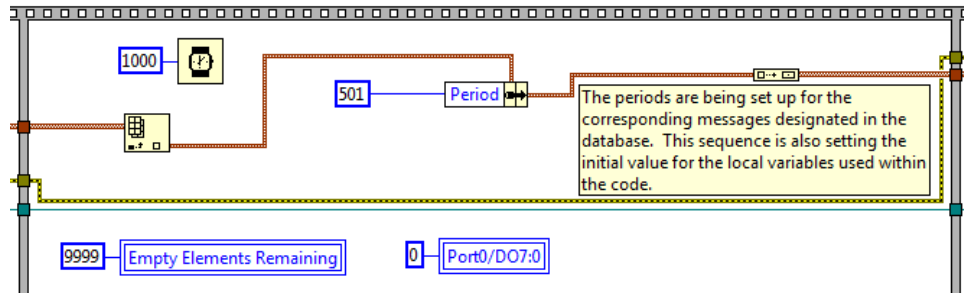 1000
501
Period
The periods are being set up for the
corresponding messages designated in the
database.  This sequence is also setting the
initial value for the local variables used within
the code.
9999
Empty Elements Remaining
0
Port0/DO7:0